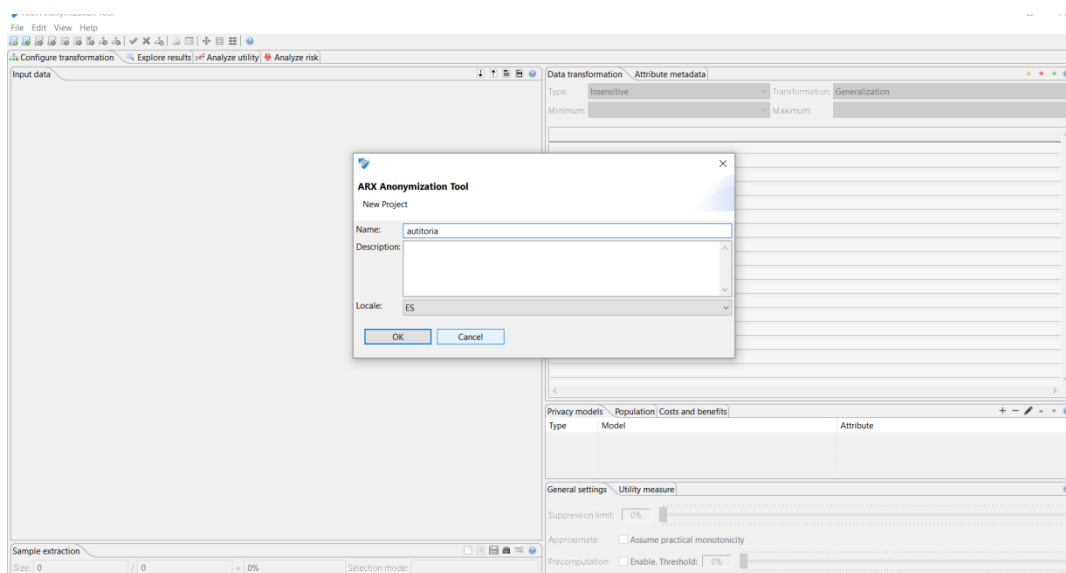 File Edit View Help
Configure transformation Explore results Analyze utility Analyze risk
Input data
Data transformation Attribute metadata
Type: Insensitive Transformation: Generalization
Minimum: Maximum:
ARX Anonymization Tool
New Project
Name: autitoria
Description:
Locale: ES
OK Cancel
Privacy models Population Costs and benefits
Type Model Attribute
General settings Utility measure
Suppression limit: 0%
Approximate: Assume practical monotonicity
Precomputation: Enable. Threshold: 0%
Sample extraction
Size: 0 / 0 = 0% Selection mode: